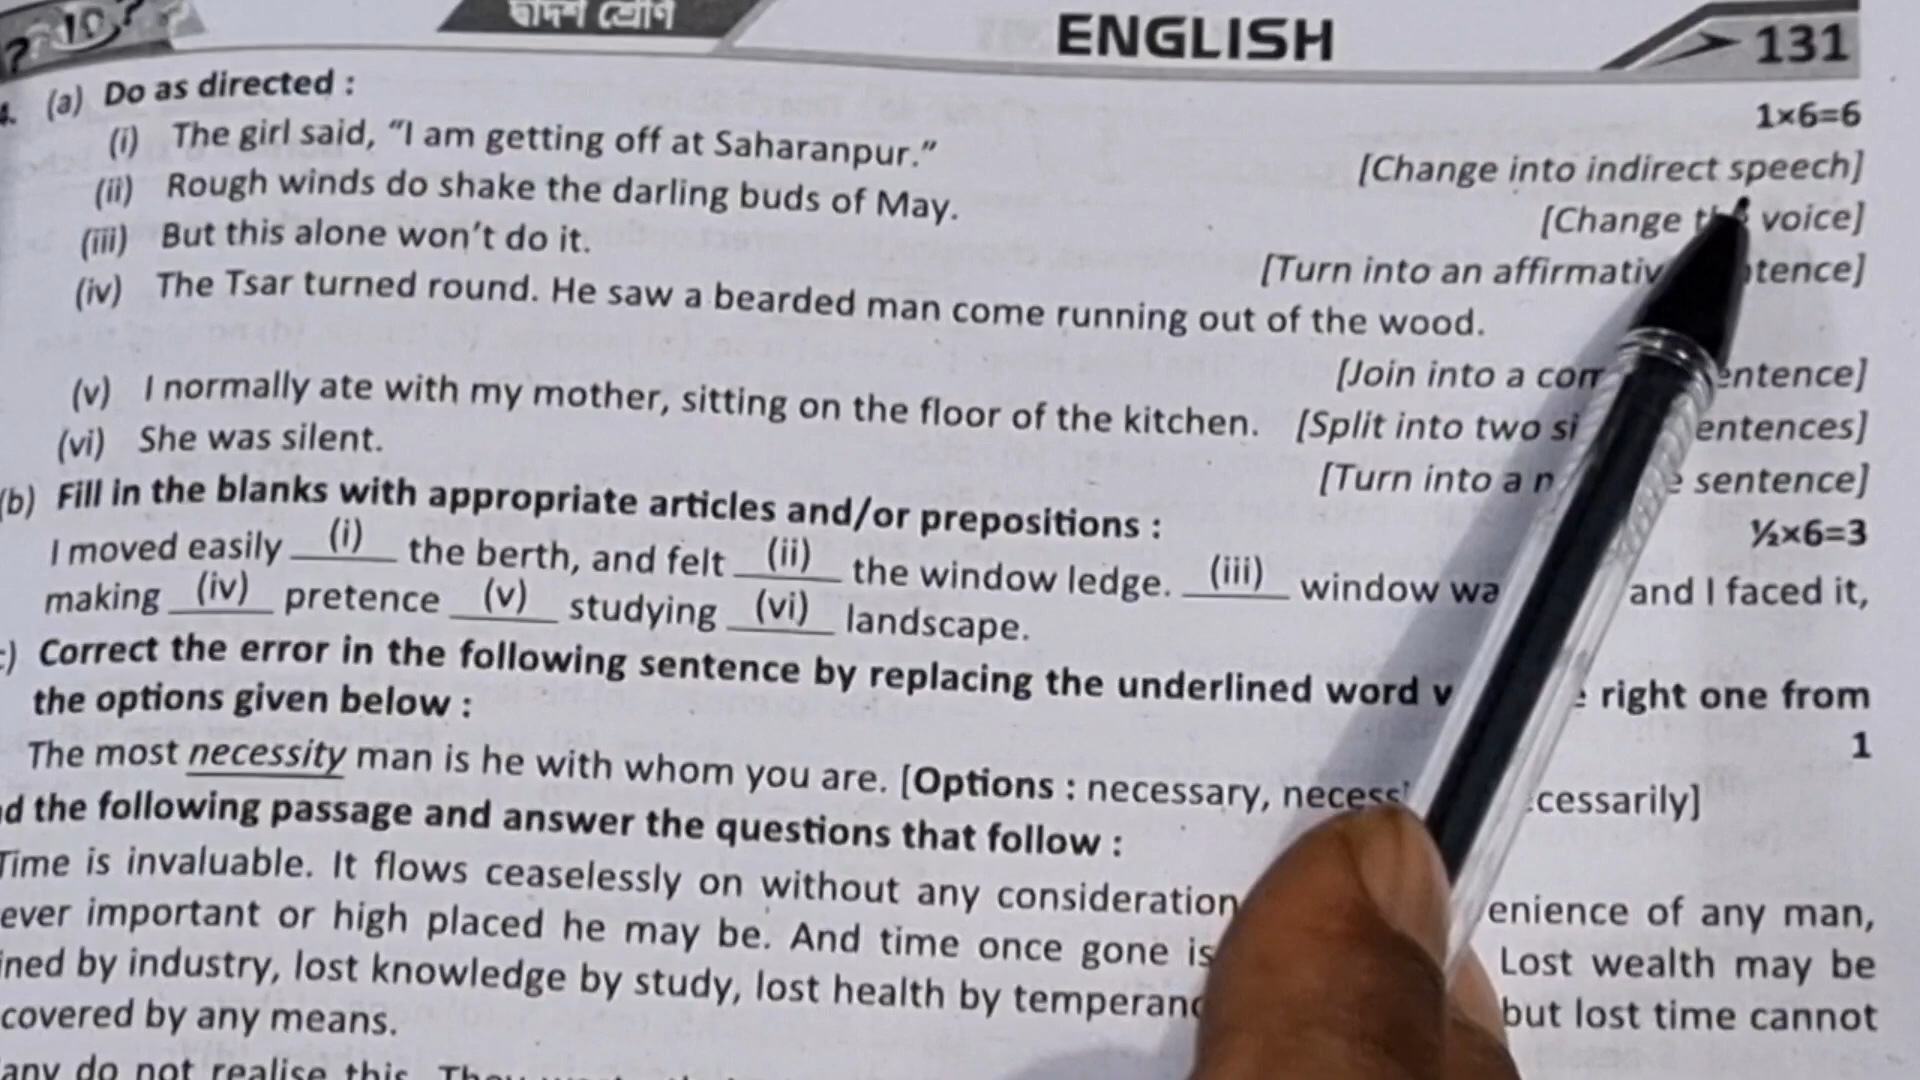 ? 10 ?
দ্বাদশ শ্রেণি
ENGLISH
131
4. (a) Do as directed :
1×6=6
(i) The girl said, “I am getting off at Saharanpur.”
[Change into indirect speech]
(ii) Rough winds do shake the darling buds of May.
[Change voice]
(iii) But this alone won’t do it.
[Turn into an affirmativ tence]
(iv) The Tsar turned round. He saw a bearded man come running out of the wood.
[Join into a com entence]
(v) I normally ate with my mother, sitting on the floor of the kitchen. [Split into two si entences]
(vi) She was silent.
[Turn into a n e sentence]
(b) Fill in the blanks with appropriate articles and/or prepositions :
½×6=3
I moved easily (i) the berth, and felt (ii) the window ledge. (iii) window wa and I faced it,
making (iv) pretence (v) studying (vi) landscape.
) Correct the error in the following sentence by replacing the underlined word w e right one from
the options given below :
1
The most necessity man is he with whom you are. [Options : necessary, necessi cessarily]
d the following passage and answer the questions that follow :
Time is invaluable. It flows ceaselessly on without any consideration enience of any man,
ever important or high placed he may be. And time once gone is Lost wealth may be
ined by industry, lost knowledge by study, lost health by temperanc but lost time cannot
covered by any means.
any do not realise this.